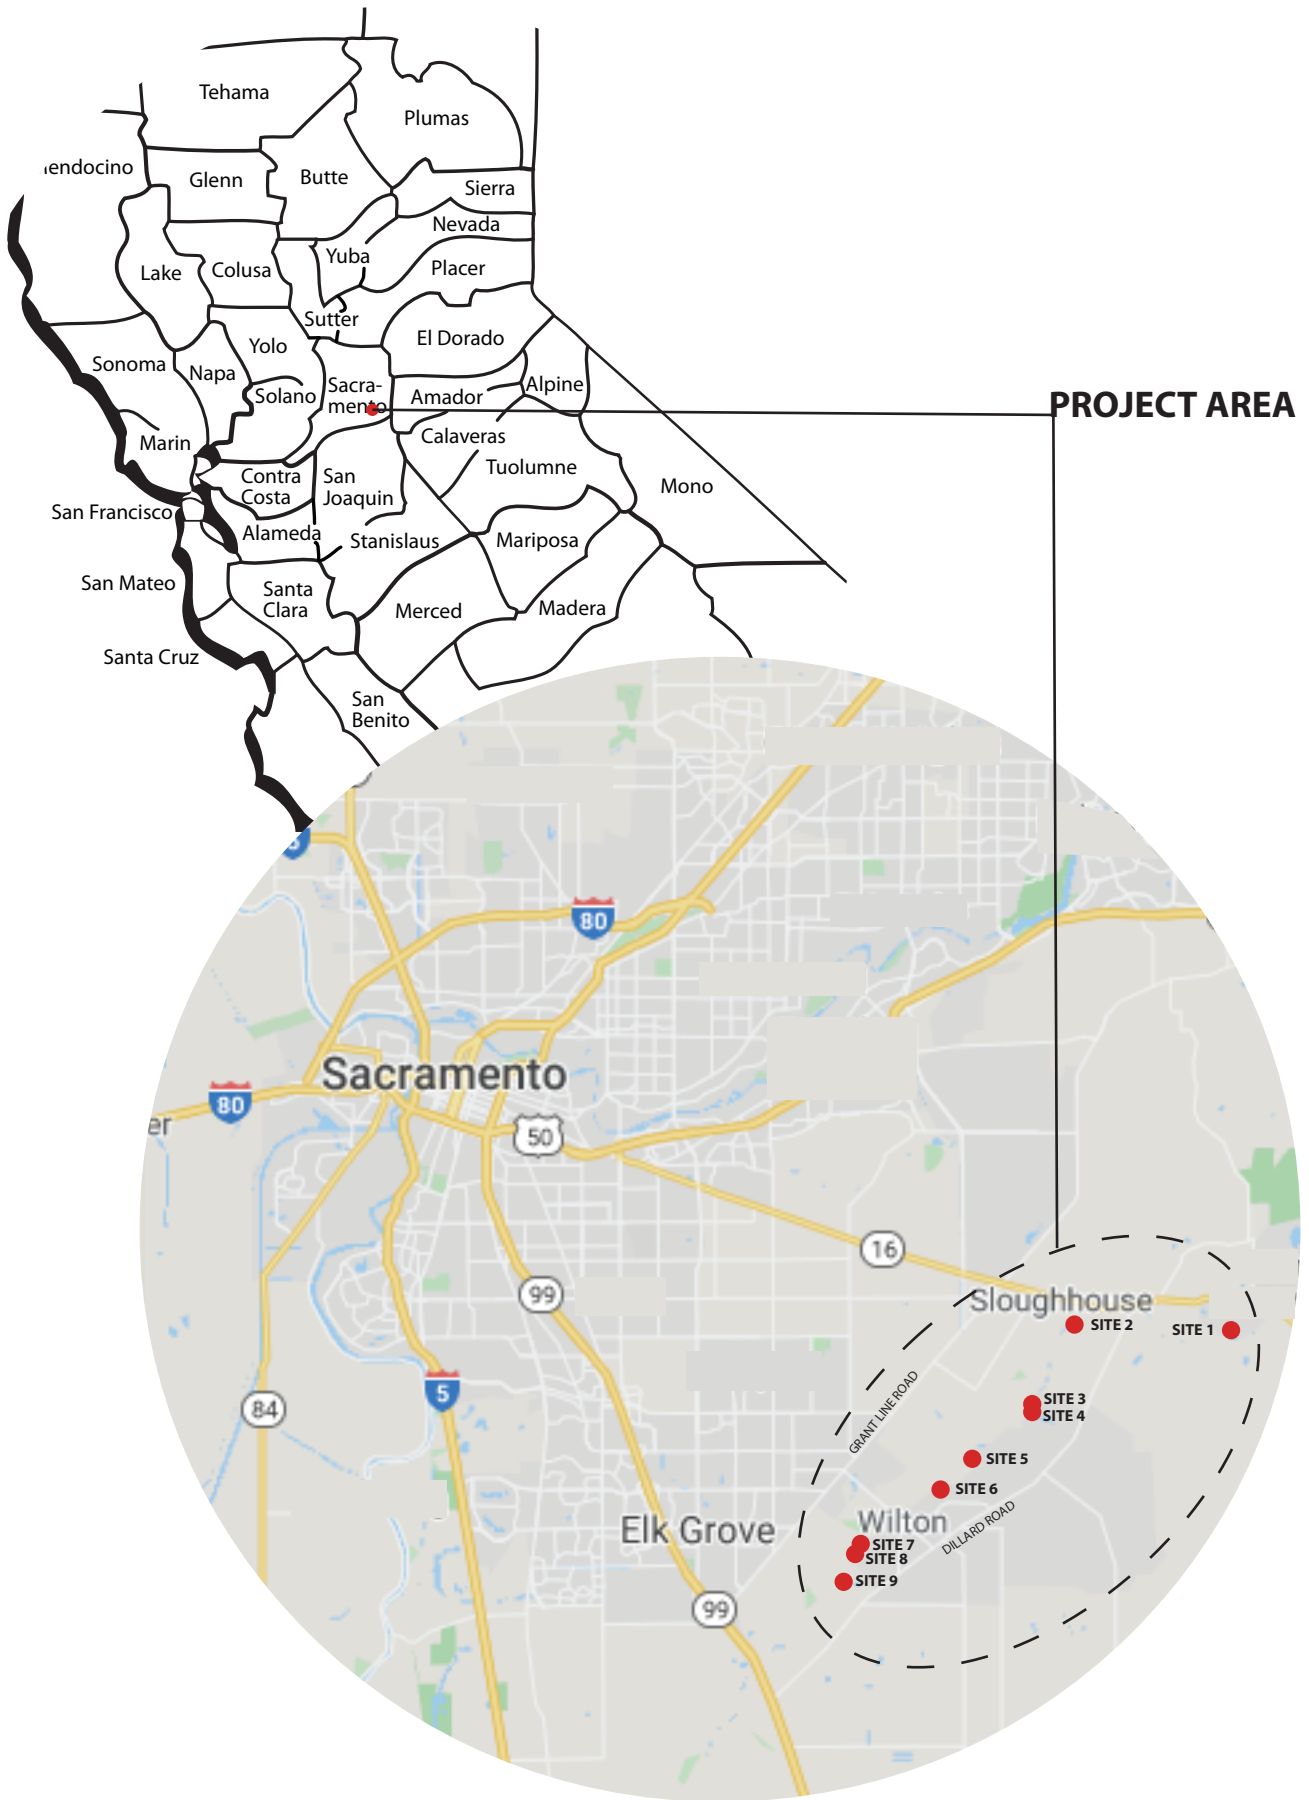 Tehama
Plumas
endocino
Glenn
Butte
Sierra
Nevada
Yuba
Lake
Colusa
Placer
Sutter
El Dorado
Yolo
Sonoma
Napa
Solano
Sacra-
mento
Amador
Alpine
PROJECT AREA
Marin
Calaveras
Tuolumne
Contra
Costa
San
Joaquin
Mono
San Francisco
Alameda
Stanislaus
Mariposa
San Mateo
Santa
Clara
Merced
Madera
Santa Cruz
San
Benito
80
Sacramento
80
er
50
16
99
Sloughhouse
SITE 2
SITE 1
5
84
GRANT LINE ROAD
SITE 3
SITE 4
SITE 5
SITE 6
Elk Grove
Wilton
DILLARD ROAD
SITE 7
SITE 8
SITE 9
99